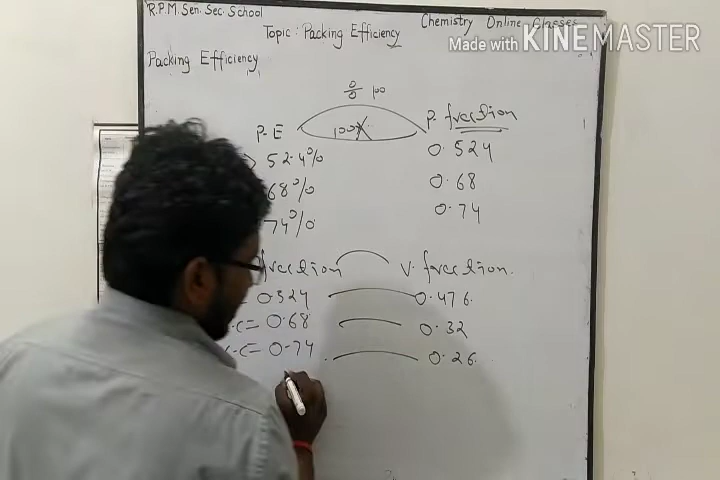 R.P.M. Sen. Sec. School
Chemistry Online Classes
Topic: Packing Efficiency
Made with KINEMASTER
Packing Efficiency
÷ 100
P-E
100×
P. fraction
52.4%
0.524
68%
0.68
74%
0.74
fraction
V. fraction.
= 0.524
0.476.
.C = 0.68
0.32
.C = 0.74
0.26.